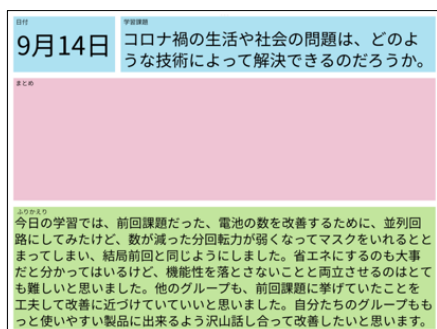 日付
9月14日
学習課題
コロナ禍の生活や社会の問題は、どのよ
うな技術によって解決できるのだろうか。
まとめ
ふりかえり
今日の学習では、前回課題だった、電池の数を改善するために、並列回
路にしてみたけど、数が減った分回転力が弱くなってマスクをいれるとと
まってしまい、結局前回と同じようにしました。省エネにするのも大事
だと分かってはいるけど、機能性を落とさないことと両立させるのはとて
も難しいと思いました。他のグループも、前回課題に挙げていたことを
工夫して改善に近づけていていいと思いました。自分たちのグループもも
っと使いやすい製品に出来るよう沢山話し合って改善したいと思います。